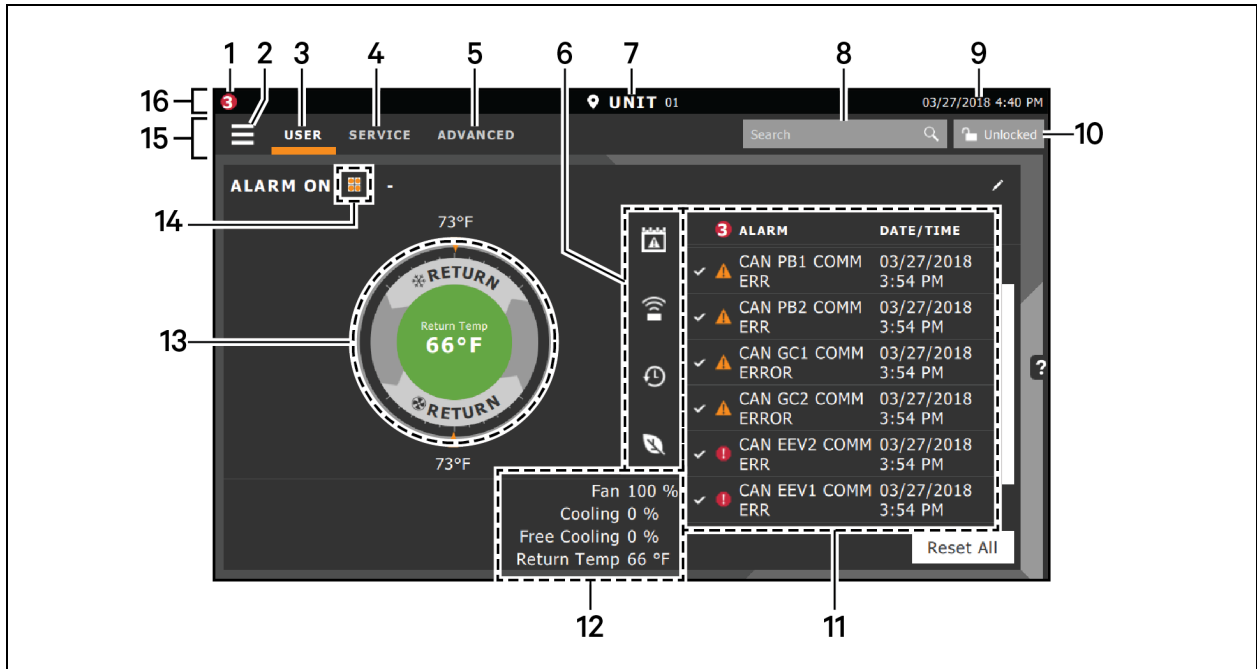 1 2 3 4 5 6 7 8 9
16
3
UNIT 01
03/27/2018 4:40 PM
15
USER SERVICE ADVANCED
Search
Unlocked
10
ALARM ON -
14
73°F
RETURN
Return Temp
66°F
RETURN
73°F
13
3 ALARM DATE/TIME
CAN PB1 COMM 03/27/2018
ERR 3:54 PM
CAN PB2 COMM 03/27/2018
ERR 3:54 PM
CAN GC1 COMM 03/27/2018
ERROR 3:54 PM
CAN GC2 COMM 03/27/2018
ERROR 3:54 PM
CAN EEV2 COMM 03/27/2018
ERR 3:54 PM
CAN EEV1 COMM 03/27/2018
ERR 3:54 PM
?
Fan 100 %
Cooling 0 %
Free Cooling 0 %
Return Temp 66 °F
Reset All
12
11